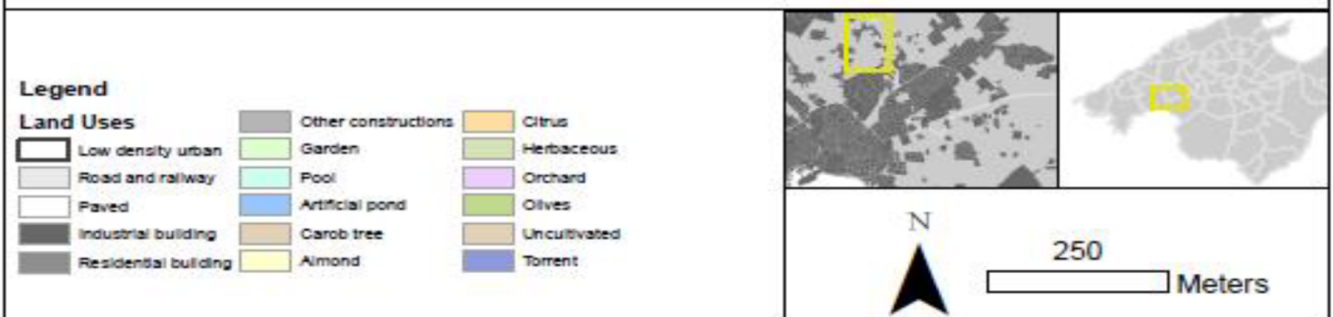 Legend
Land Uses
Low density urban
Road and railway
Paved
Industrial building
Residential building
Other constructions
Garden
Pool
Artificial pond
Carob tree
Almond
Citrus
Herbaceous
Orchard
Olives
Uncultivated
Torrent
N
250
Meters